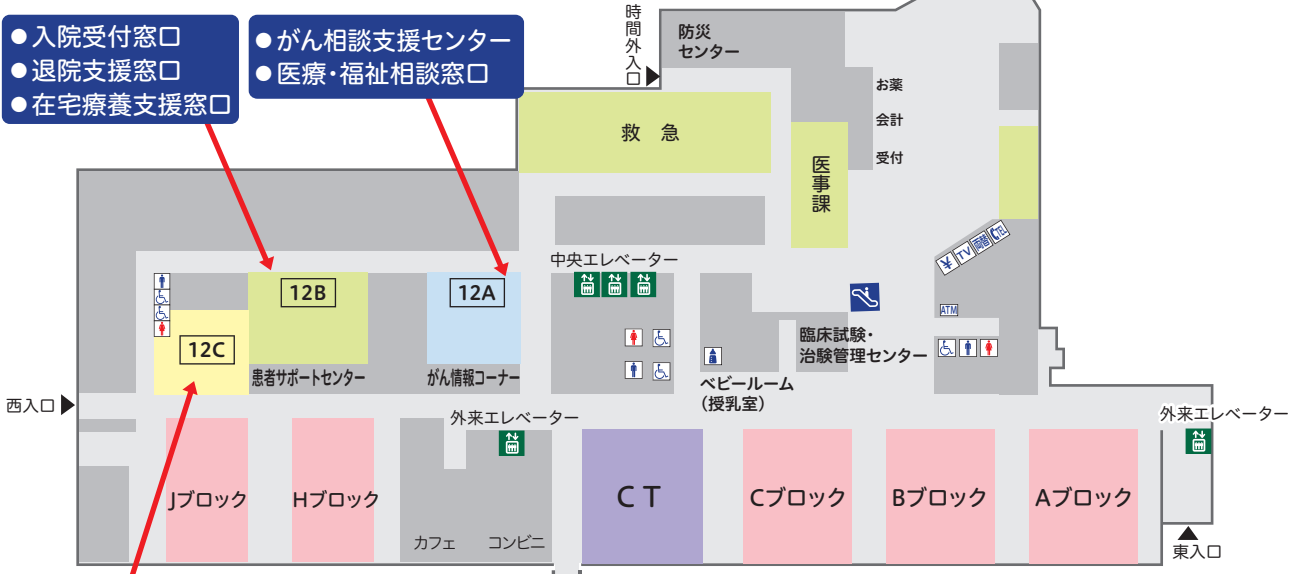 ●入院受付窓口
●退院支援窓口
●在宅療養支援窓口
●がん相談支援センター
●医療・福祉相談窓口
時間外入口▶
防災
センター
お薬
会計
受付
救 急
医事課
¥
TV
両替
TEL
ATM
中央エレベーター
12B
12A
12C
患者サポートセンター
がん情報コーナー
臨床試験・
治験管理センター
ベビールーム
（授乳室）
西入口▶
外来エレベーター
外来エレベーター
Jブロック
Hブロック
カフェ
コンビニ
C T
Cブロック
Bブロック
Aブロック
▲
東入口